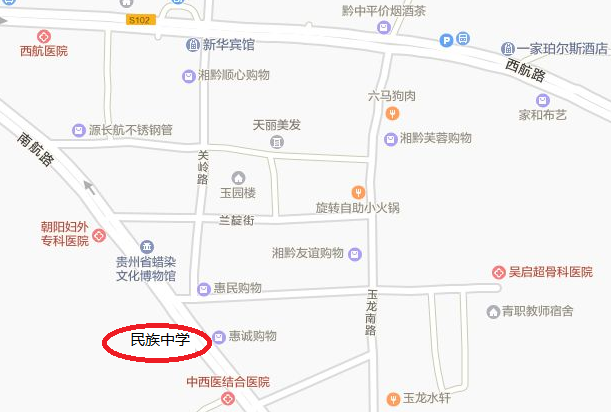 黔中平价烟酒茶
S102
西航医院
新华宾馆
P
一家珀尔斯酒店
西航路
湘黔顺心购物
六马狗肉
家和布艺
源长航不锈钢管
天丽美发
湘黔芙蓉购物
南航路
关岭路
玉园楼
旋转自助小火锅
兰靛街
朝阳妇外
专科医院
贵州省蜡染
文化博物馆
湘黔友谊购物
吴启超骨科医院
惠民购物
玉龙南路
青职教师宿舍
民族中学
惠诚购物
中西医结合医院
玉龙水轩